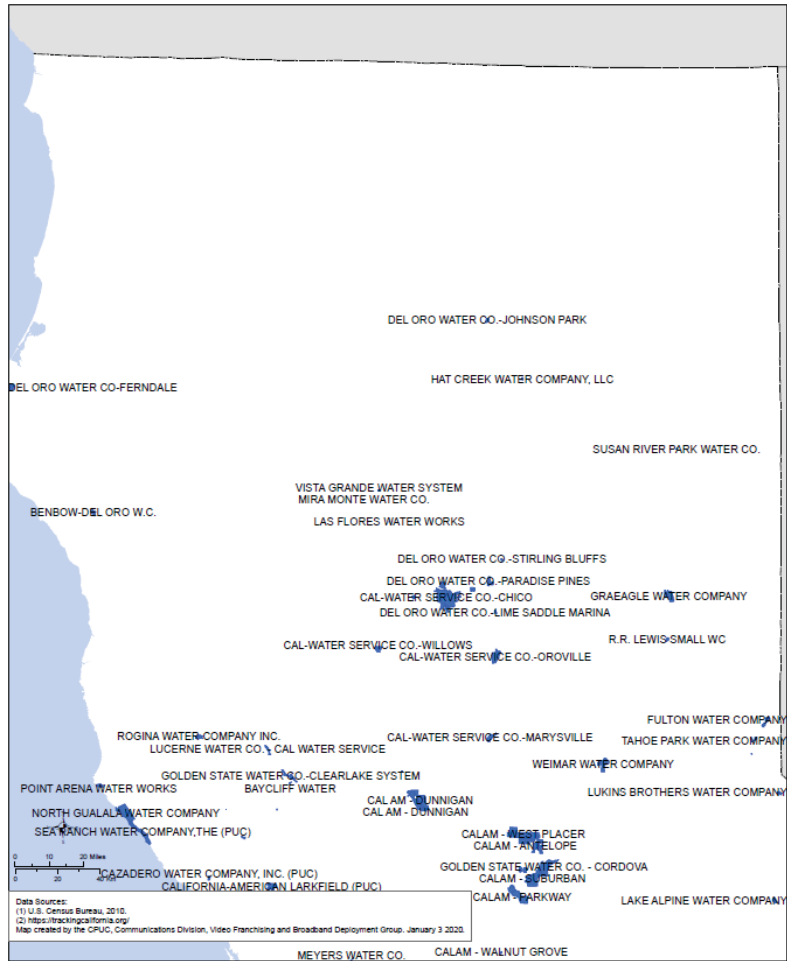 DEL ORO WATER CO.-JOHNSON PARK
HAT CREEK WATER COMPANY, LLC
DEL ORO WATER CO-FERNDALE
SUSAN RIVER PARK WATER CO.
VISTA GRANDE WATER SYSTEM
MIRA MONTE WATER CO.
BENBOW-DEL ORO W.C.
LAS FLORES WATER WORKS
DEL ORO WATER CO.-STIRLING BLUFFS
DEL ORO WATER CO.-PARADISE PINES
CAL-WATER SERVICE CO.-CHICO
GRAEAGLE WATER COMPANY
DEL ORO WATER CO.-LIME SADDLE MARINA
R.R. LEWIS SMALL WC
CAL-WATER SERVICE CO.-WILLOWS
CAL-WATER SERVICE CO.-OROVILLE
FULTON WATER COMPANY
ROGINA WATER COMPANY INC.
CAL-WATER SERVICE CO.-MARYSVILLE
TAHOE PARK WATER COMPANY
LUCERNE WATER CO. - CAL WATER SERVICE
WEIMAR WATER COMPANY
GOLDEN STATE WATER CO.-CLEARLAKE SYSTEM
POINT ARENA WATER WORKS
BAYCLIFF WATER
LUKINS BROTHERS WATER COMPANY
CAL AM - DUNNIGAN
CAL AM - DUNNIGAN
NORTH GUALALA WATER COMPANY
SEA RANCH WATER COMPANY,THE (PUC)
CALAM - WEST PLACER
CALAM - ANTELOPE
0 10 20 Miles
GOLDEN STATE WATER CO. - CORDOVA
CAZADERO WATER COMPANY, INC. (PUC)
CALAM - SUBURBAN
0 20 40 Km
CALIFORNIA-AMERICAN LARKFIELD (PUC)
CALAM - PARKWAY
LAKE ALPINE WATER COMPANY
Data Sources:
(1) U.S. Census Bureau, 2010.
(2) https://trackingcalifornia.org/
Map created by the CPUC, Communications Division, Video Franchising and Broadband Deployment Group. January 3 2020.
MEYERS WATER CO.
CALAM - WALNUT GROVE